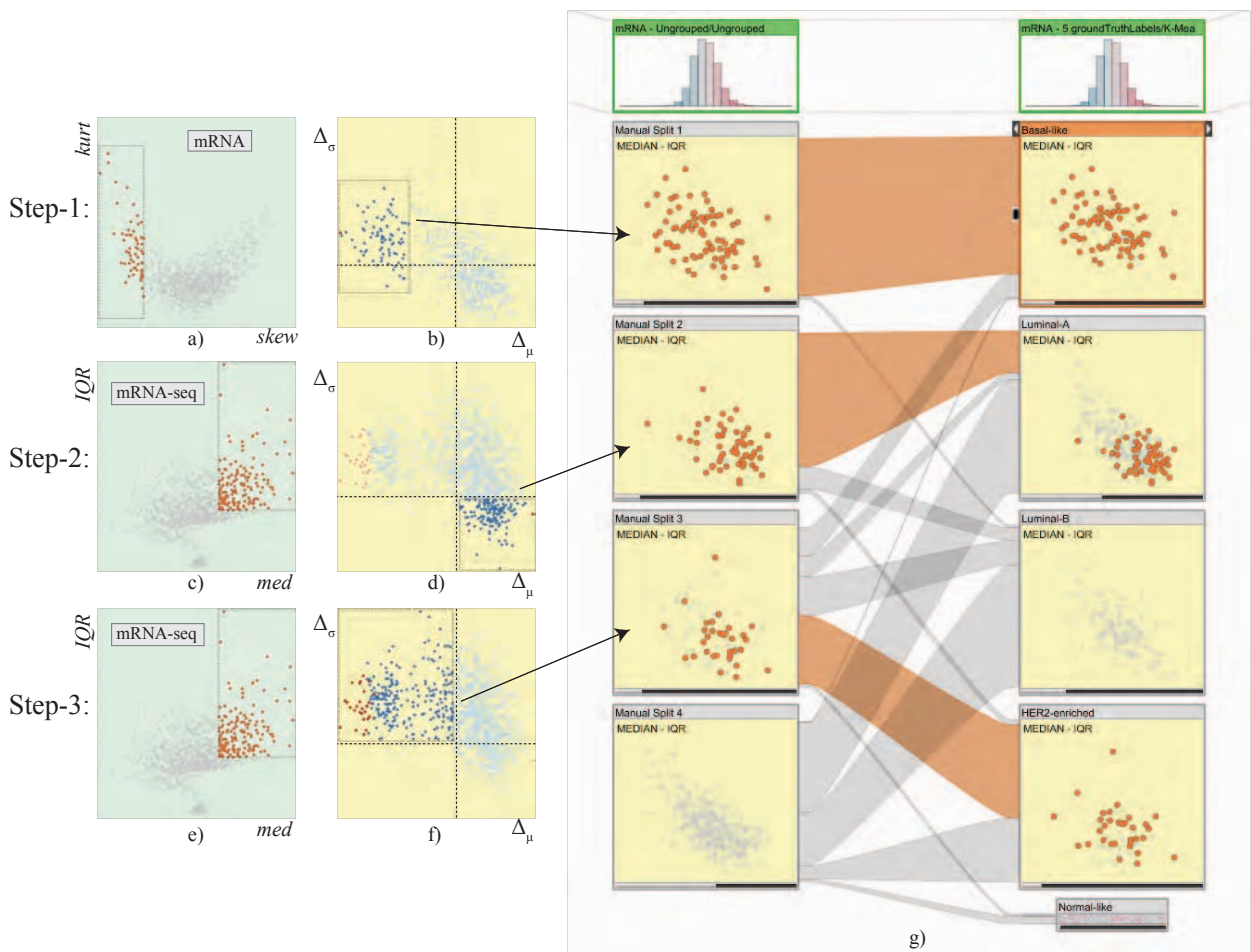 mRNA - Ungrouped/Ungrouped
mRNA - 5 groundTruthLabels/K-Mea
Step-1:
kurt
mRNA
a)
skew
Δσ
b)
Δμ
Step-2:
IQR
mRNA-seq
c)
med
Δσ
d)
Δμ
Step-3:
IQR
mRNA-seq
e)
med
Δσ
f)
Δμ
Manual Split 1
MEDIAN - IQR
Basal-like
MEDIAN - IQR
Manual Split 2
MEDIAN - IQR
Luminal-A
MEDIAN - IQR
Manual Split 3
MEDIAN - IQR
Luminal-B
MEDIAN - IQR
Manual Split 4
MEDIAN - IQR
HER2-enriched
MEDIAN - IQR
Normal-like
g)